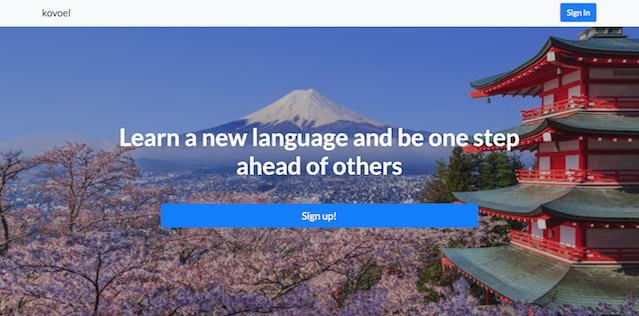 kovoel
Sign In
Learn a new language and be one step
ahead of others
Sign up!